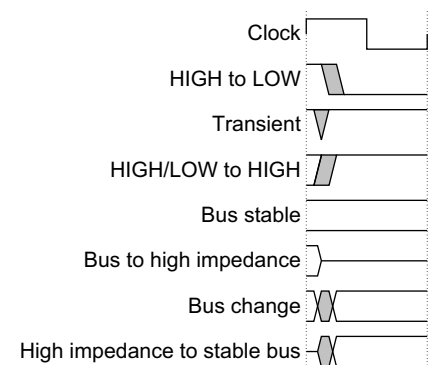 Clock
HIGH to LOW
Transient
HIGH/LOW to HIGH
Bus stable
Bus to high impedance
Bus change
High impedance to stable bus